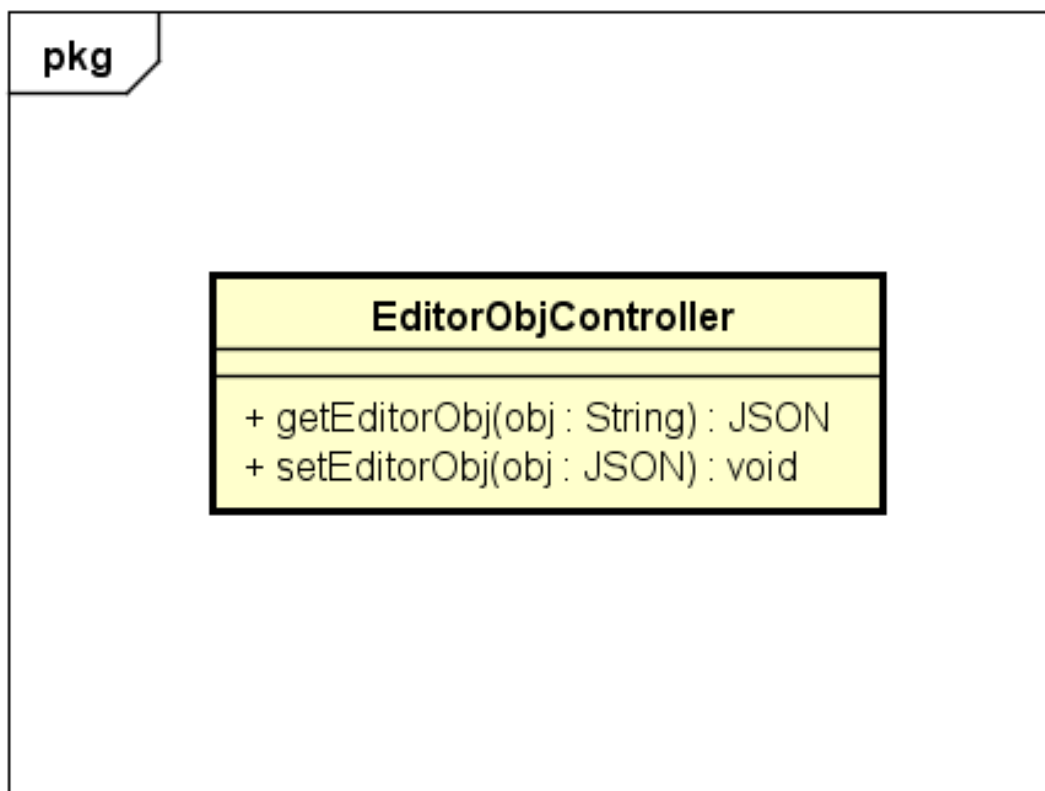 pkg
EditorObjController
+ getEditorObj(obj : String) : JSON
+ setEditorObj(obj : JSON) : void